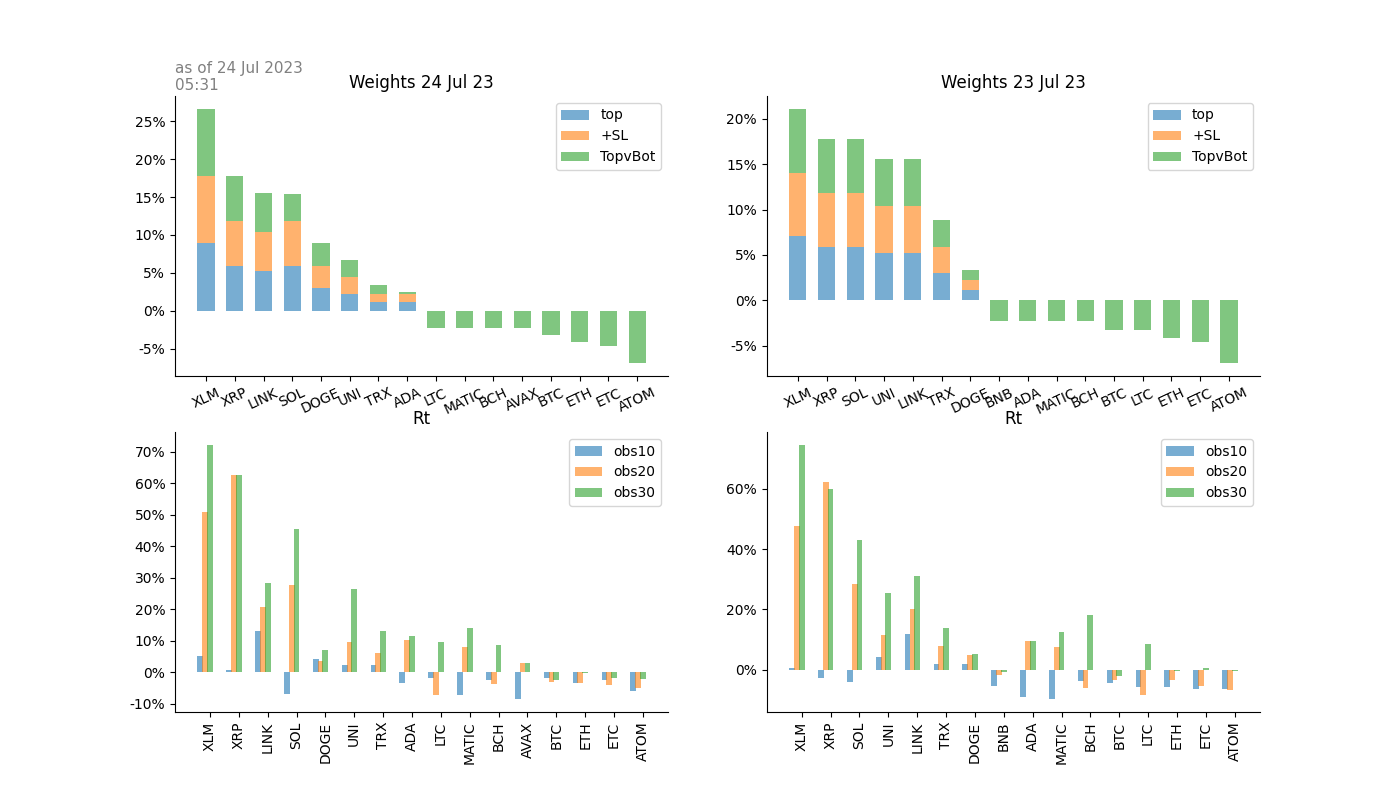 as of 24 Jul 2023
05:31
Weights 24 Jul 23
25%
20%
15%
10%
5%
0%
-5%
top
+SL
TopvBot
XLM XRP LINK SOL DOGE UNI TRX ADA LTC MATIC BCH AVAX BTC ETH ETC ATOM
Weights 23 Jul 23
20%
15%
10%
5%
0%
-5%
top
+SL
TopvBot
XLM XRP SOL UNI LINK TRX DOGE BNB ADA MATIC BCH BTC LTC ETH ETC ATOM
Rt
70%
60%
50%
40%
30%
20%
10%
0%
-10%
obs10
obs20
obs30
XLM XRP LINK SOL DOGE UNI TRX ADA LTC MATIC BCH AVAX BTC ETH ETC ATOM
Rt
60%
40%
20%
0%
obs10
obs20
obs30
XLM XRP SOL UNI LINK TRX DOGE BNB ADA MATIC BCH BTC LTC ETH ETC ATOM